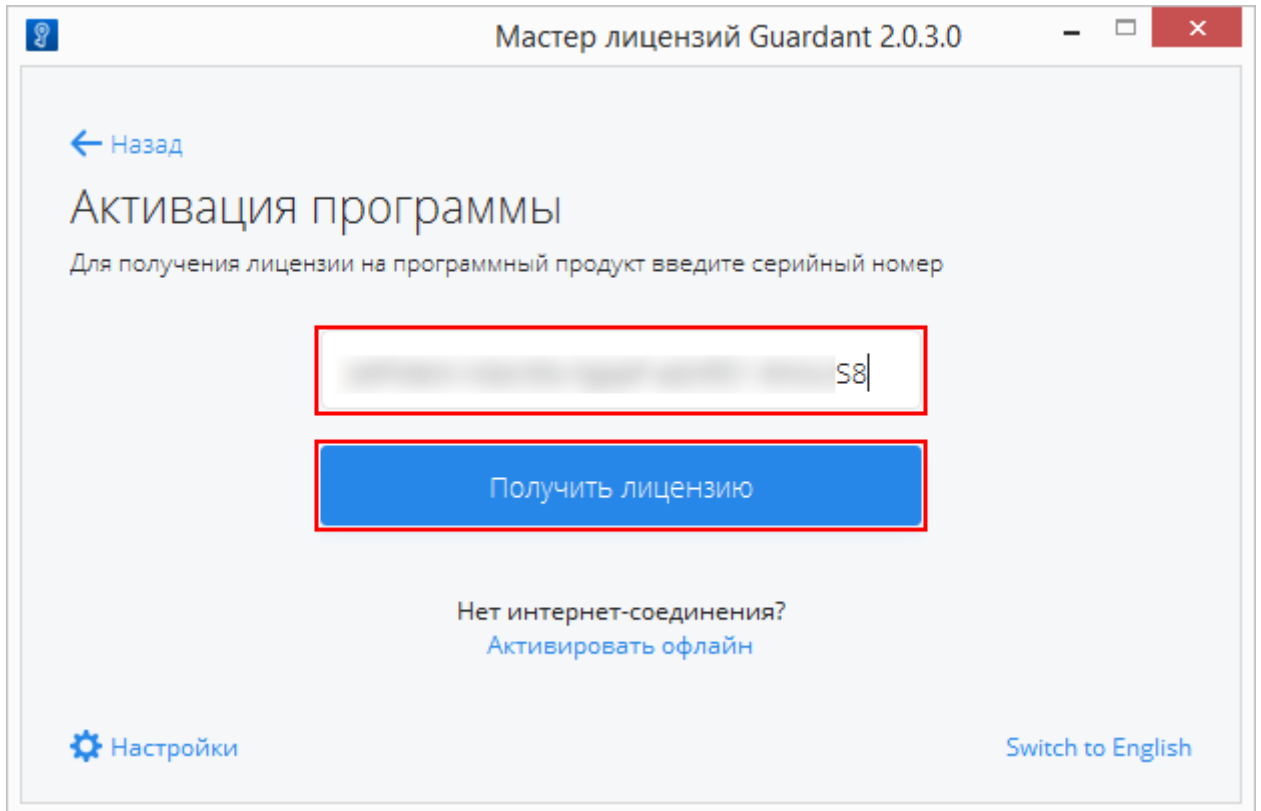 Мастер лицензий Guardant 2.0.3.0
Назад
Активация программы
Для получения лицензии на программный продукт введите серийный номер
S8
Получить лицензию
Нет интернет-соединения?
Активировать офлайн
Настройки
Switch to English